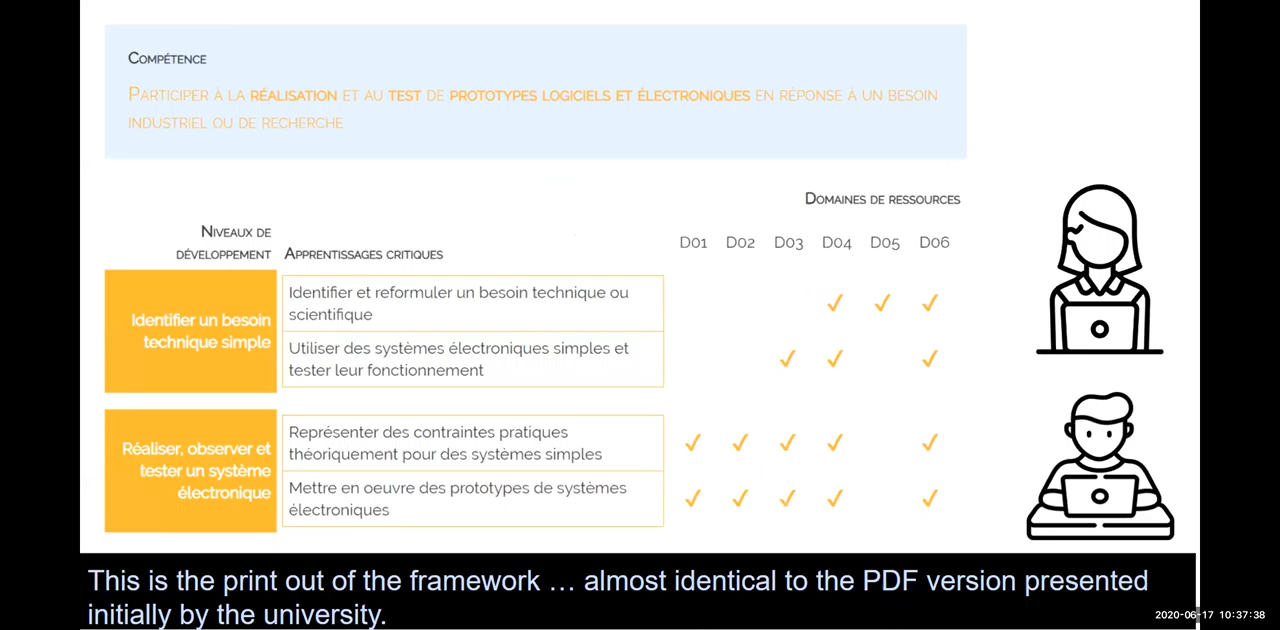 Compétence
Participer à la réalisation et au test de prototypes logiciels et électroniques en réponse à un besoin
industriel ou de recherche
Domaines de ressources
Niveaux de
développement
Apprentissages critiques
D01 D02 D03 D04 D05 D06
Identifier un besoin
technique simple
Identifier et reformuler un besoin technique ou
scientifique
✓ ✓ ✓
Utiliser des systèmes électroniques simples et
tester leur fonctionnement
✓ ✓ ✓
Réaliser, observer et
tester un système
électronique
Représenter des contraintes pratiques
théoriquement pour des systèmes simples
✓ ✓ ✓ ✓ ✓
Mettre en oeuvre des prototypes de systèmes
électroniques
✓ ✓ ✓ ✓ ✓
This is the print out of the framework … almost identical to the PDF version presented
initially by the university.
2020-06-17 10:37:38